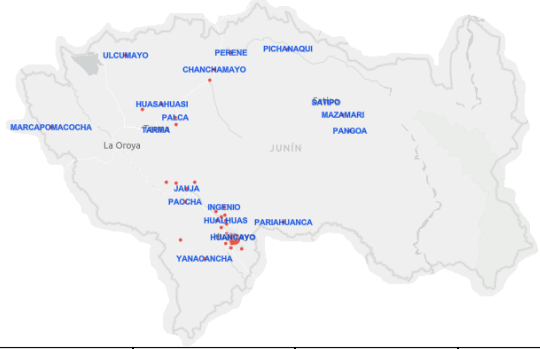 PICHANAQUI
ULCUMAYO
PERENE
CHANCHAMAYO
HUASAHUASI
SATIPO
MAZAMARI
PALCA
MARCAPOMACOCHA
TARMA
PANGOA
La Oroya
JUNÍN
JAUJA
PACCHA
INGENIO
HUALHUAS
PARIAHUANCA
HUANCAYO
YANACANCHA